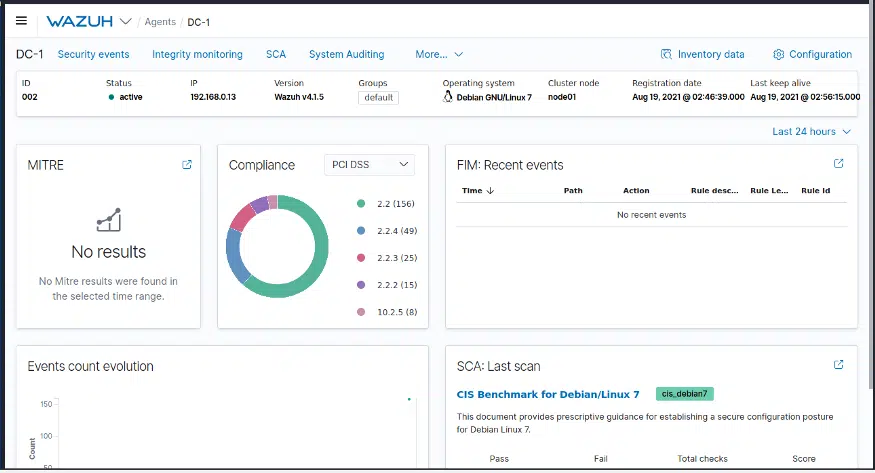 WAZUH / Agents / DC-1
DC-1 Security events Integrity monitoring SCA System Auditing More... Inventory data Configuration
ID Status IP Version Groups Operating system Cluster node Registration date Last keep alive
002 active 192.168.0.13 Wazuh v4.1.5 default Debian GNU/Linux 7 node01 Aug 19, 2021 @ 02:46:39.000 Aug 19, 2021 @ 02:56:15.000
Last 24 hours
MITRE
No results
No Mitre results were found in
the selected time range.
Compliance PCI DSS
2.2 (156)
2.2.4 (49)
2.2.3 (25)
2.2.2 (15)
10.2.5 (8)
FIM: Recent events
Time Path Action Rule desc... Rule Le... Rule Id
No recent events
Events count evolution
150
100
50
Count
SCA: Last scan
CIS Benchmark for Debian/Linux 7 cis_debian7
This document provides prescriptive guidance for establishing a secure configuration posture
for Debian Linux 7.
Pass Fail Total checks Score